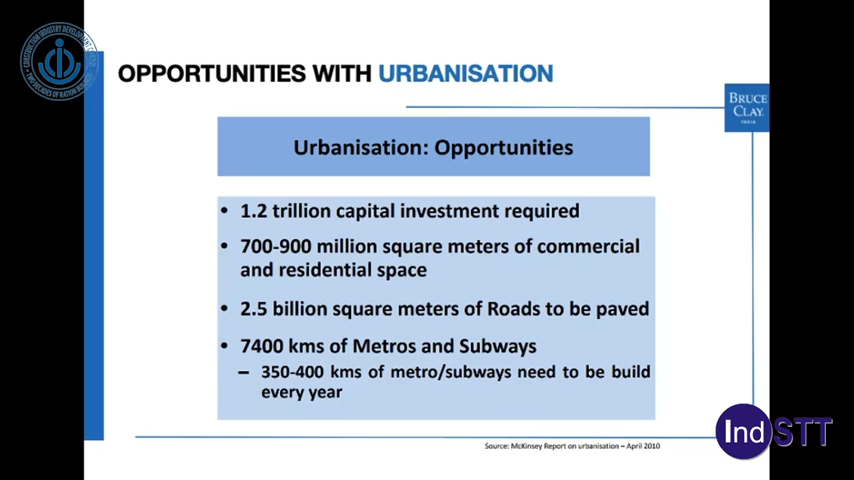 OPPORTUNITIES WITH URBANISATION
BRUCE
CLAY
INDIA
Urbanisation: Opportunities
• 1.2 trillion capital investment required
• 700-900 million square meters of commercial
and residential space
• 2.5 billion square meters of Roads to be paved
• 7400 kms of Metros and Subways
– 350-400 kms of metro/subways need to be build
every year
IndSTT
Source: McKinsey Report on urbanisation – April 2010